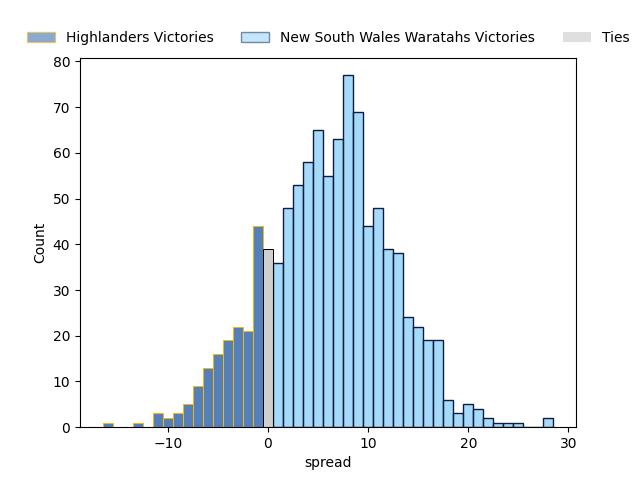 Highlanders Victories New South Wales Waratahs Victories Ties
80
70
60
50
40
30
20
10
0
Count
−10 0 10 20 30
spread